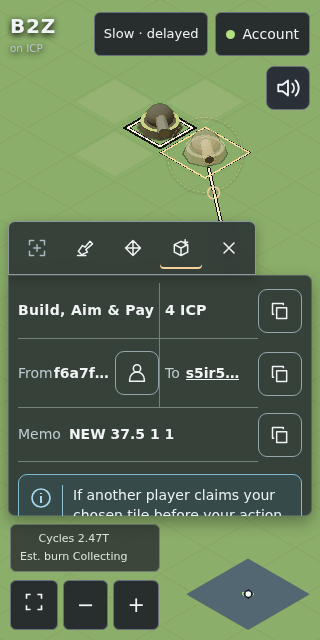 B2Z
on ICP
Slow · delayed
Account
Build, Aim & Pay
4 ICP
From f6a7f...
To s5ir5...
Memo NEW 37.5 1 1
If another player claims your
chosen tile before your action
Cycles 2.47T
Est. burn Collecting